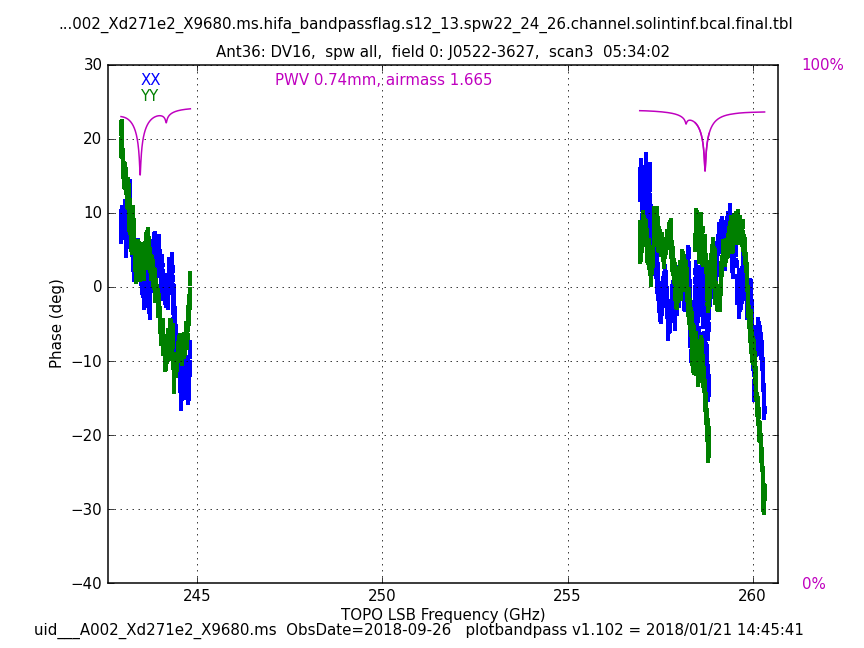 ...002_Xd271e2_X9680.ms.hifa_bandpassflag.s12_13.spw22_24_26.channel.solintinf.bcal.final.tbl
Ant36: DV16,  spw all,  field 0: J0522-3627,  scan3  05:34:02
30 XX PWV 0.74mm, airmass 1.665 100%
YY
20
10
0
Phase (deg)
−10
−20
−30
−40 0%
245 250 255 260
TOPO LSB Frequency (GHz)
uid___A002_Xd271e2_X9680.ms  ObsDate=2018-09-26   plotbandpass v1.102 = 2018/01/21 14:45:41